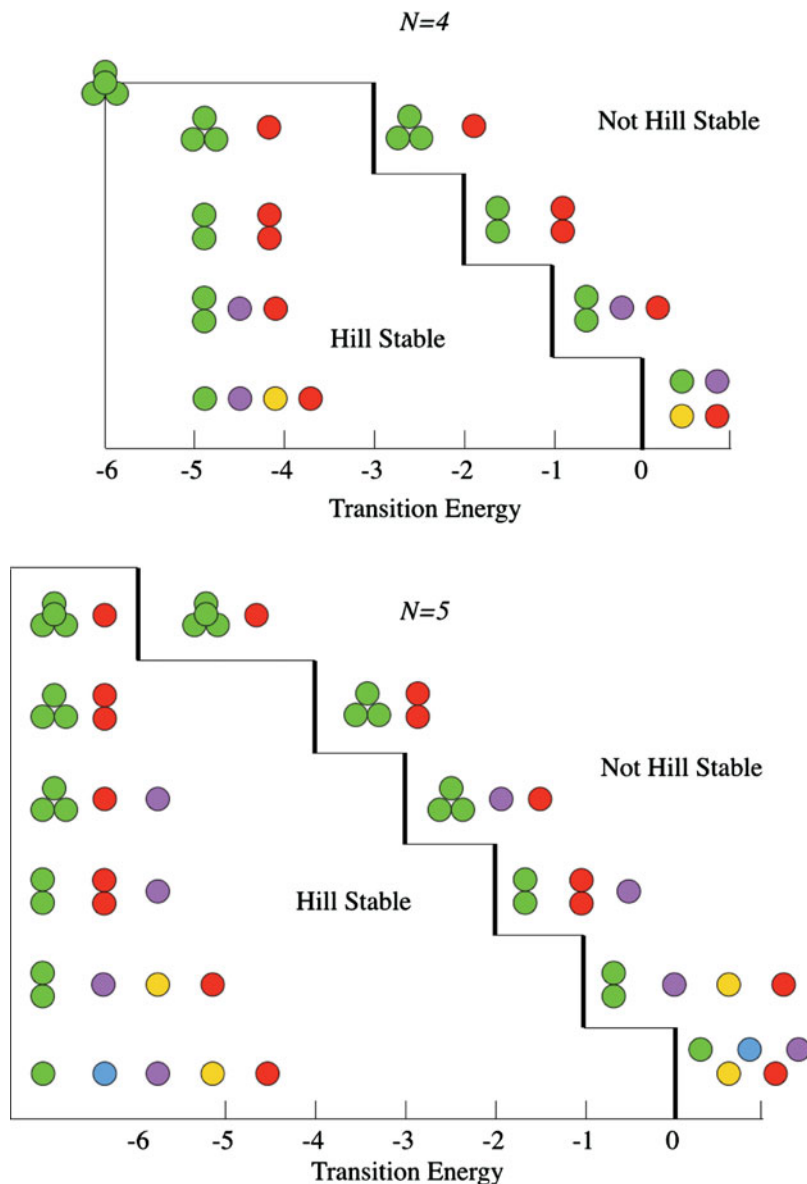 N=4
Not Hill Stable
Hill Stable
-6 -5 -4 -3 -2 -1 0
Transition Energy
N=5
Not Hill Stable
Hill Stable
-6 -5 -4 -3 -2 -1 0
Transition Energy